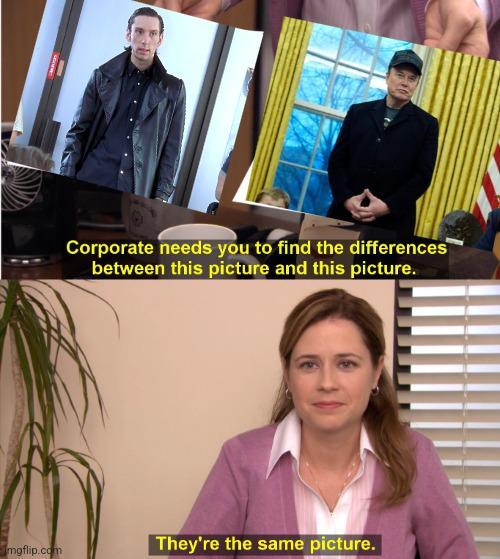 Corporate needs you to find the differences
between this picture and this picture.
They're the same picture.
imgflip.com